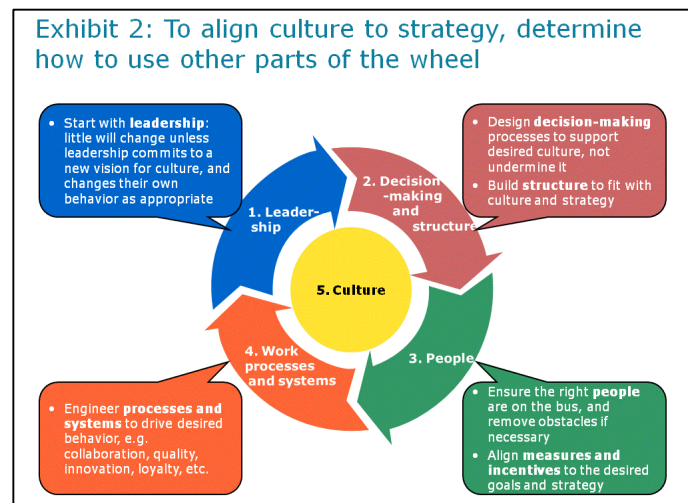 Exhibit 2: To align culture to strategy, determine
how to use other parts of the wheel
• Start with leadership:
little will change unless
leadership commits to a
new vision for culture, and
changes their own
behavior as appropriate
• Design decision-making
processes to support
desired culture, not
undermine it
• Build structure to fit with
culture and strategy
1. Leader-
ship
2. Decision
-making
and
structure
5. Culture
4. Work
processes
and systems
3. People
• Engineer processes and
systems to drive desired
behavior, e.g.
collaboration, quality,
innovation, loyalty, etc.
• Ensure the right people
are on the bus, and
remove obstacles if
necessary
• Align measures and
incentives to the desired
goals and strategy